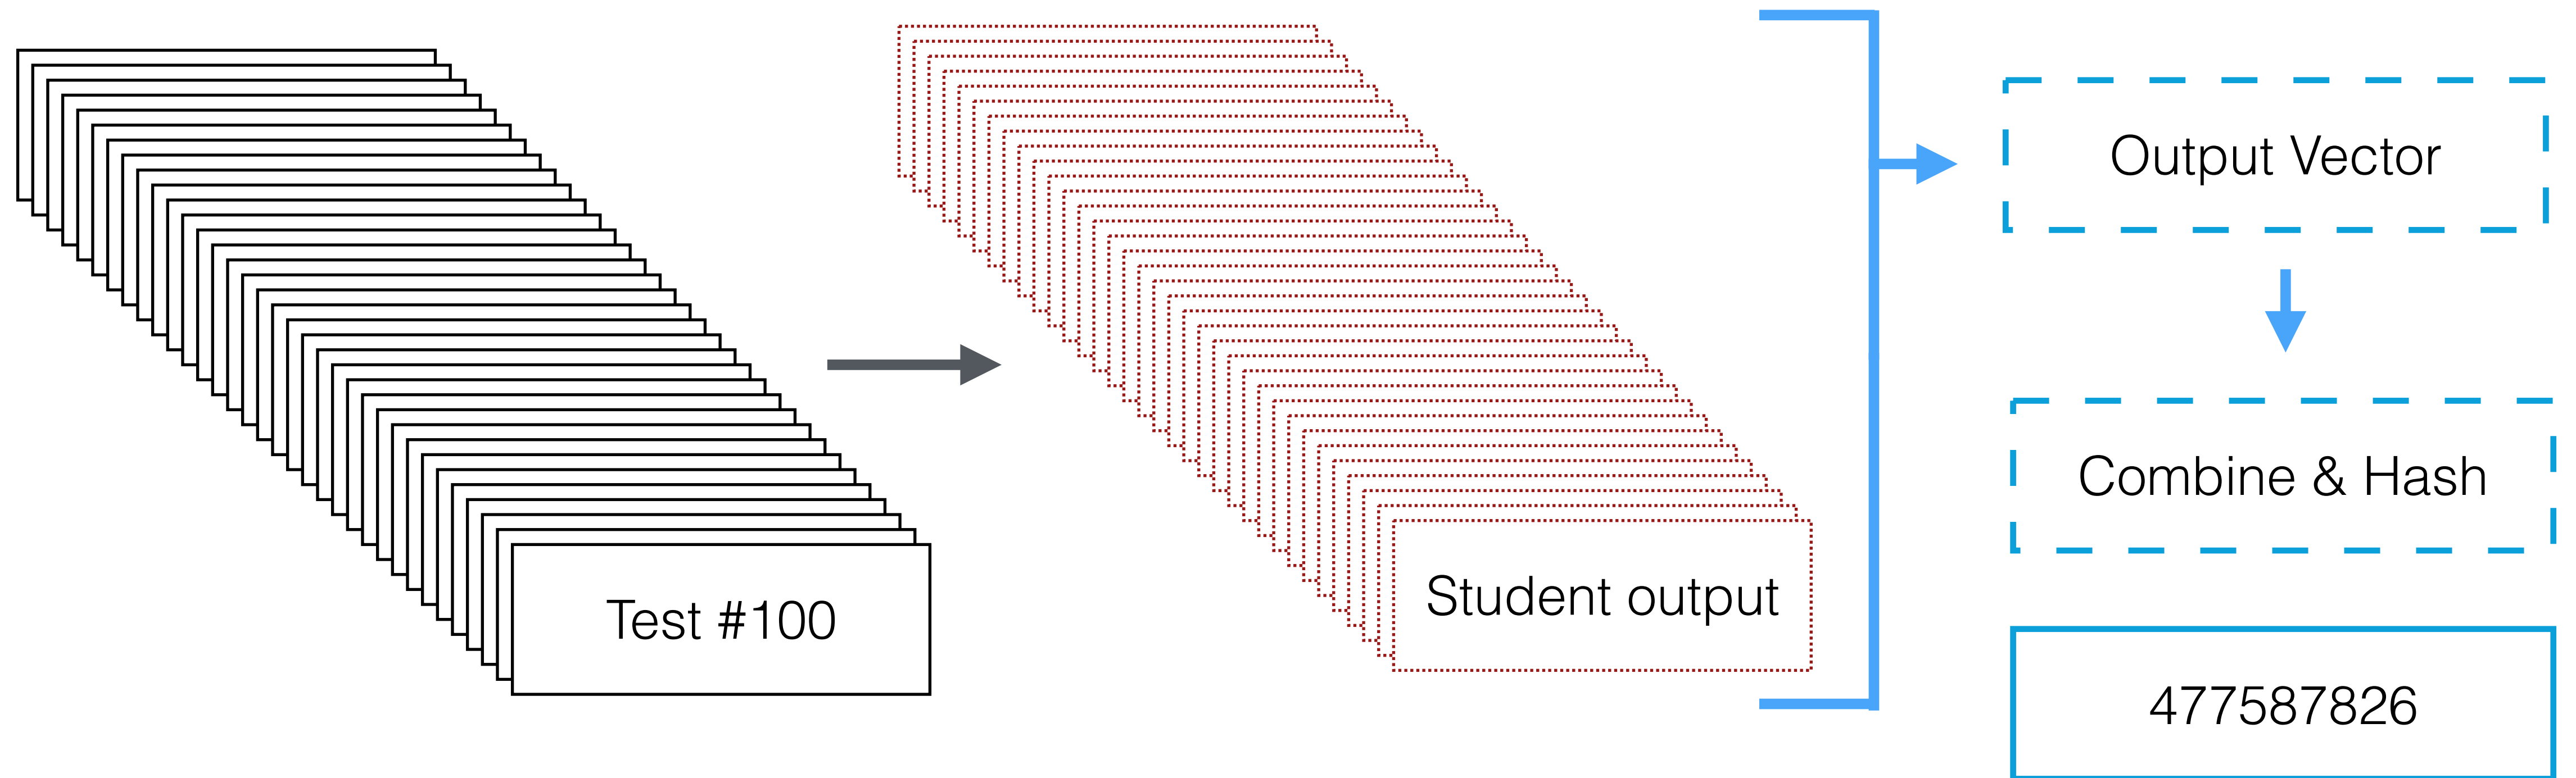 Test #100
Student output
Output Vector
Combine & Hash
477587826